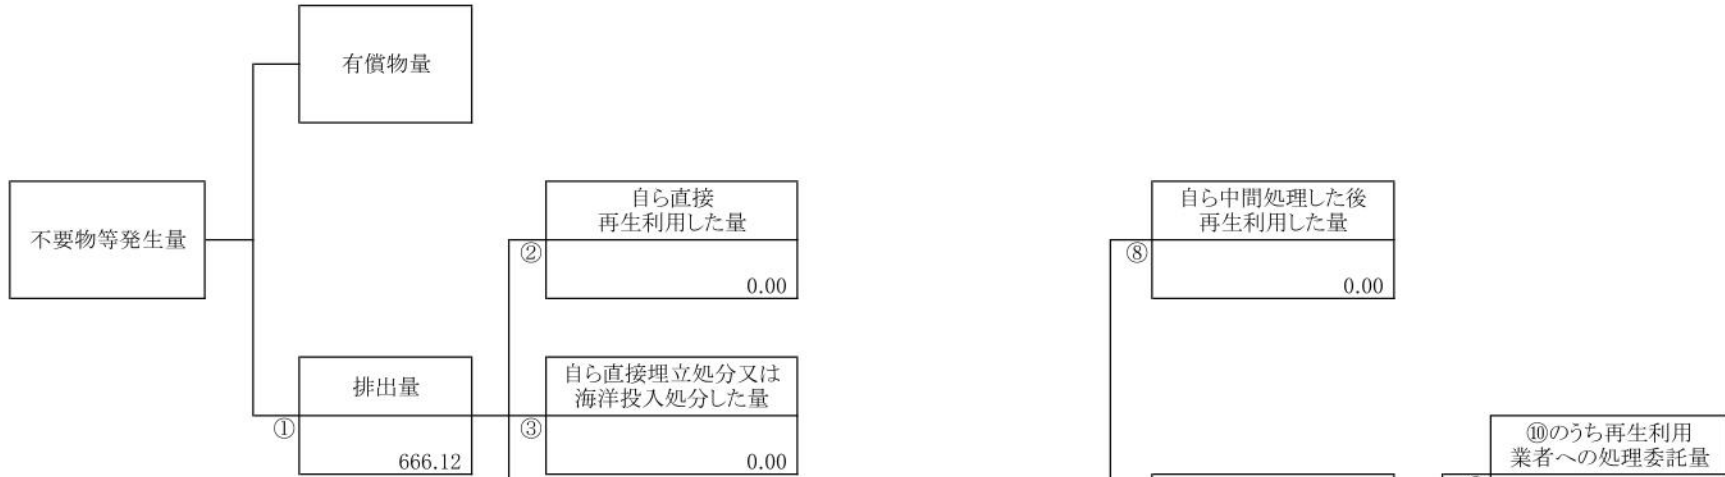 有償物量
不要物等発生量
自ら直接
再生利用した量
②
0.00
自ら中間処理した後
再生利用した量
⑧
0.00
排出量
①
666.12
自ら直接埋立処分又は
海洋投入処分した量
③
0.00
⑩のうち再生利用
業者への処理委託量